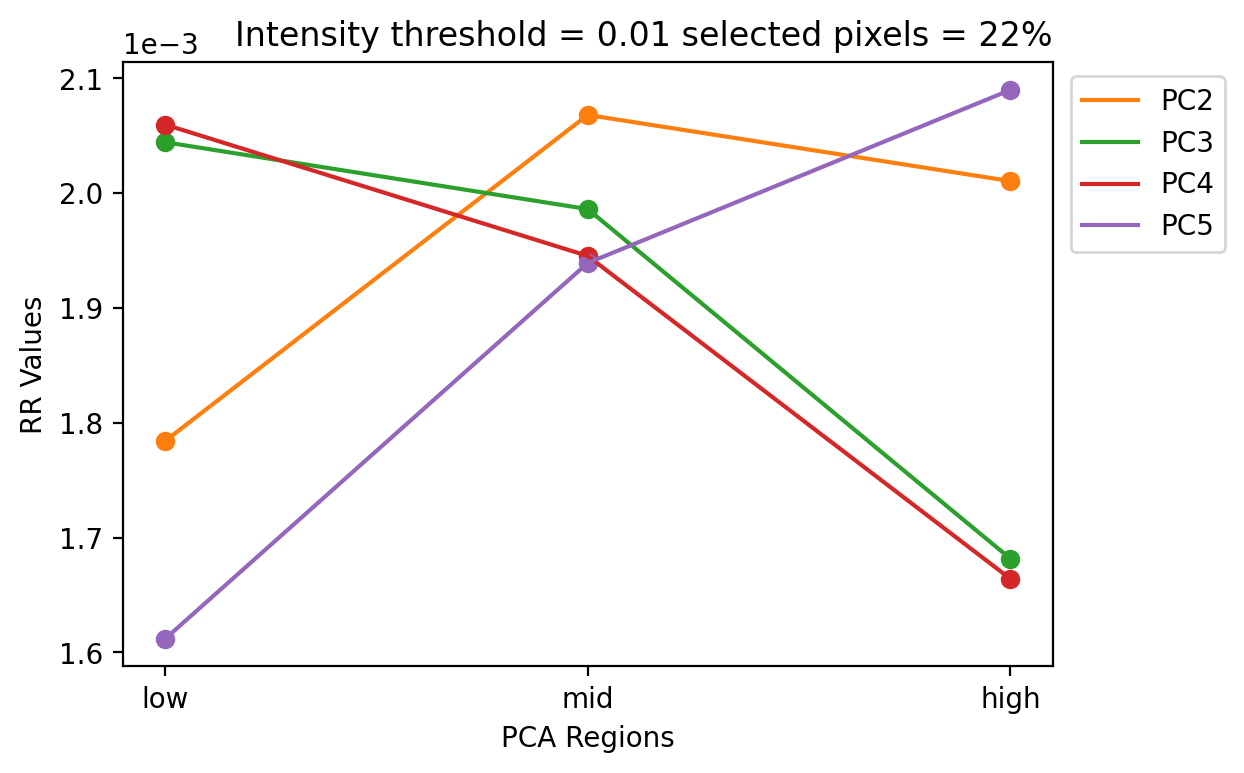 Intensity threshold = 0.01 selected pixels = 22%
1e−3
2.1
2.0
1.9
1.8
1.7
1.6
RR Values
low
mid
high
PCA Regions
PC2
PC3
PC4
PC5